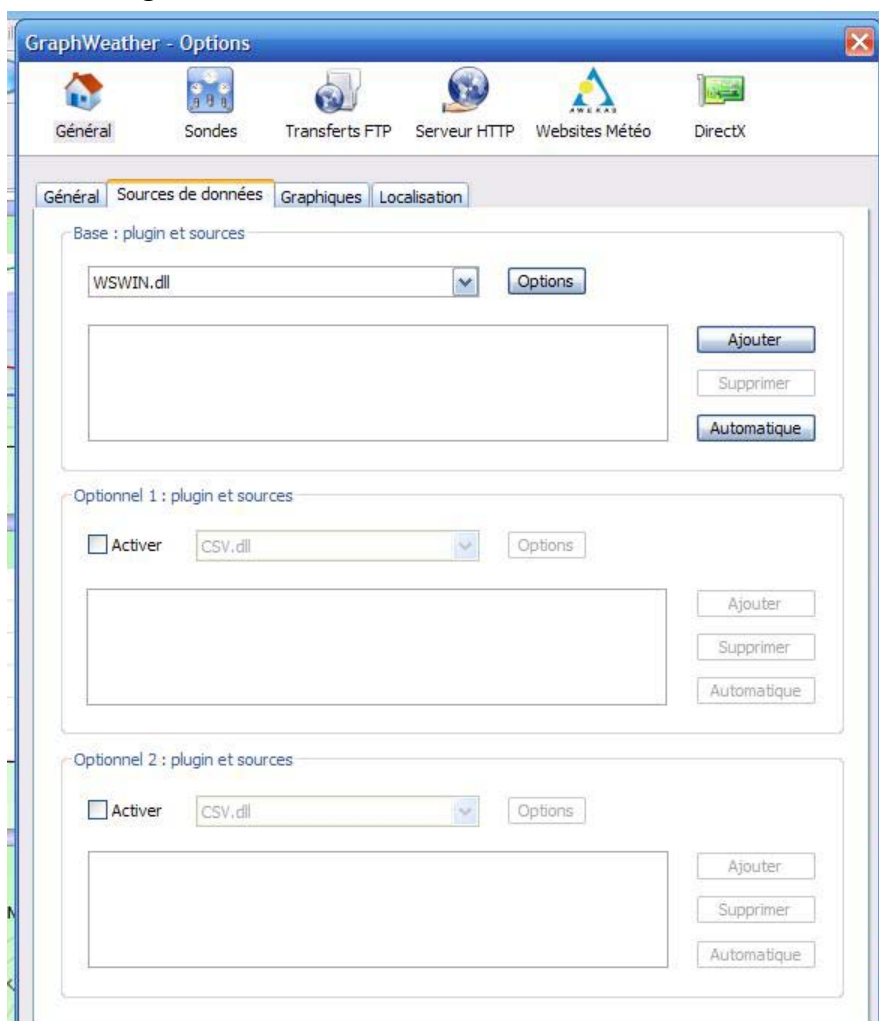 GraphWeather - Options
AWEKAS
Général Sondes Transferts FTP Serveur HTTP Websites Météo DirectX
Général Sources de données Graphiques Localisation
Base : plugin et sources
WSWIN.dll Options
Ajouter
Supprimer
Automatique
Optionnel 1 : plugin et sources
Activer CSV.dll Options
Ajouter
Supprimer
Automatique
Optionnel 2 : plugin et sources
Activer CSV.dll Options
Ajouter
Supprimer
Automatique